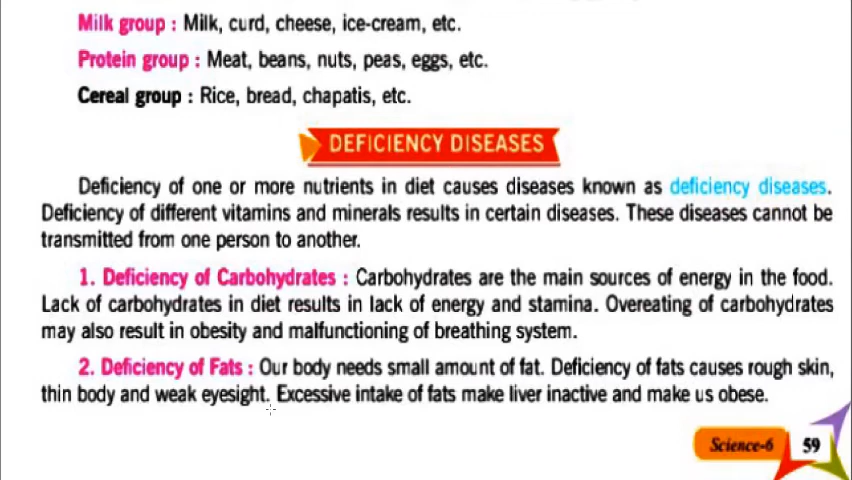 Milk group : Milk, curd, cheese, ice-cream, etc.
Protein group : Meat, beans, nuts, peas, eggs, etc.
Cereal group : Rice, bread, chapatis, etc.
DEFICIENCY DISEASES
Deficiency of one or more nutrients in diet causes diseases known as deficiency diseases.
Deficiency of different vitamins and minerals results in certain diseases. These diseases cannot be
transmitted from one person to another.
1. Deficiency of Carbohydrates : Carbohydrates are the main sources of energy in the food.
Lack of carbohydrates in diet results in lack of energy and stamina. Overeating of carbohydrates
may also result in obesity and malfunctioning of breathing system.
2. Deficiency of Fats : Our body needs small amount of fat. Deficiency of fats causes rough skin,
thin body and weak eyesight. Excessive intake of fats make liver inactive and make us obese.
Science-6 59